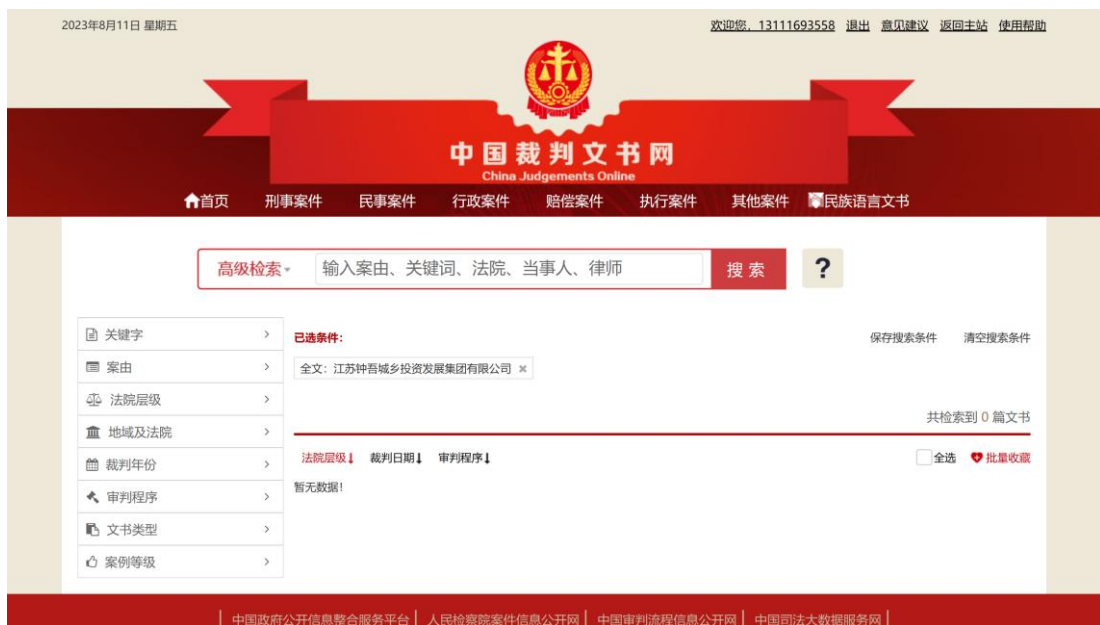 2023年8月11日 星期五
欢迎您，13111693558 退出 意见建议 返回主站 使用帮助
中国裁判文书网
China Judgements Online
首页 刑事案件 民事案件 行政案件 赔偿案件 执行案件 其他案件 民族语言文书
高级检索 输入案由、关键词、法院、当事人、律师 搜索 ?
关键字
案由
法院层级
地域及法院
裁判年份
审判程序
文书类型
案例等级
已选条件： 保存搜索条件 清空搜索条件
全文：江苏钟吾城乡投资发展集团有限公司 ×
共检索到 0 篇文书
法院层级↓ 裁判日期↓ 审判程序↓ 全选 批量收藏
暂无数据！
中国政府公开信息整合服务平台 | 人民检察院案件信息公开网 | 中国审判流程信息公开网 | 中国司法大数据服务网 |